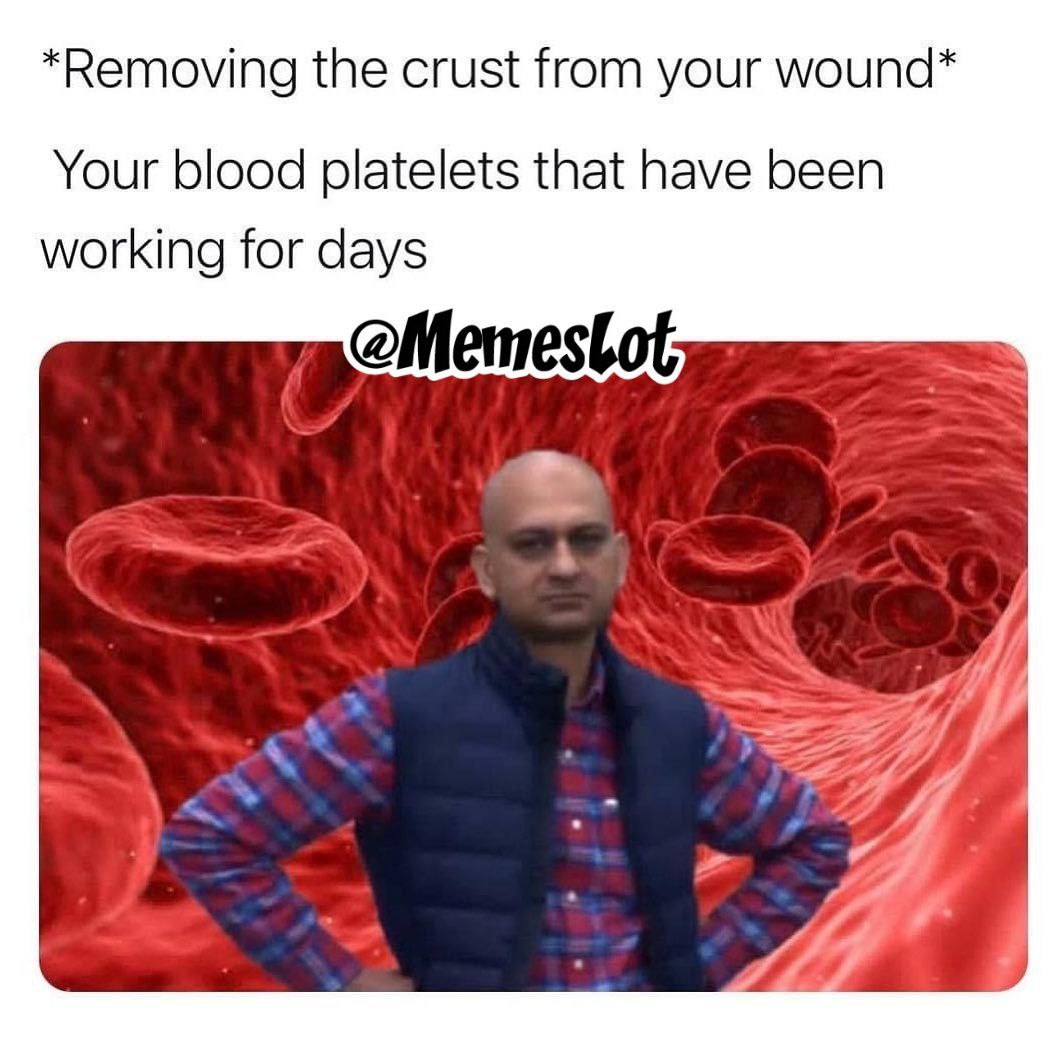 *Removing the crust from your wound*
Your blood platelets that have been
working for days
@MemesLot